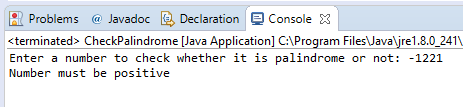 Problems @ Javadoc Declaration Console
<terminated> CheckPalindrome [Java Application] C:\Program Files\Java\jre1.8.0_241\
Enter a number to check whether it is palindrome or not: -1221
Number must be positive